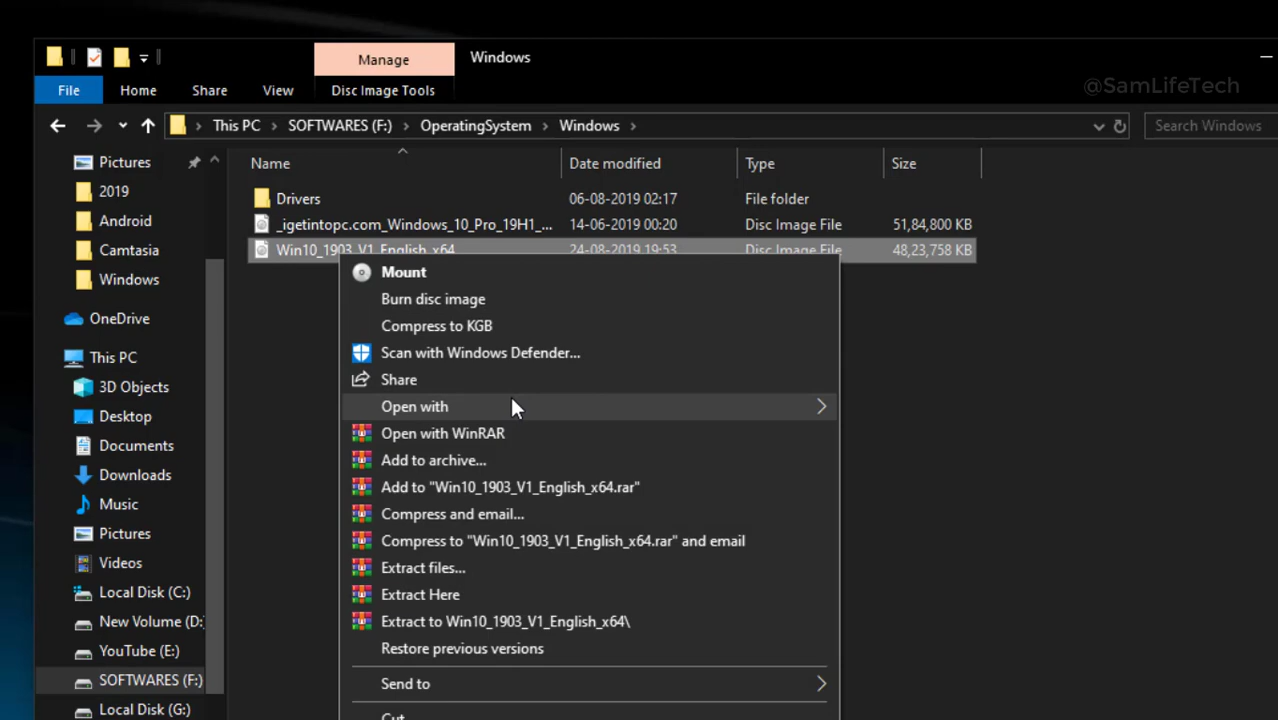 Manage
Windows
@SamLifeTech
File
Home
Share
View
Disc Image Tools
This PC
SOFTWARES (F:)
OperatingSystem
Windows
Search Windows
Name
Date modified
Type
Size
Drivers
06-08-2019 02:17
File folder
_igetintopc.com_Windows_10_Pro_19H1_...
14-06-2019 00:20
Disc Image File
51,84,800 KB
Win10_1903_V1_English_x64
24-08-2019 19:53
Disc Image File
48,23,758 KB
Pictures
2019
Android
Camtasia
Windows
OneDrive
This PC
3D Objects
Desktop
Documents
Downloads
Music
Pictures
Videos
Local Disk (C:)
New Volume (D:
YouTube (E:)
SOFTWARES (F:)
Local Disk (G:)
Mount
Burn disc image
Compress to KGB
Scan with Windows Defender...
Share
Open with
Open with WinRAR
Add to archive...
Add to "Win10_1903_V1_English_x64.rar"
Compress and email...
Compress to "Win10_1903_V1_English_x64.rar" and email
Extract files...
Extract Here
Extract to Win10_1903_V1_English_x64\
Restore previous versions
Send to
Cut